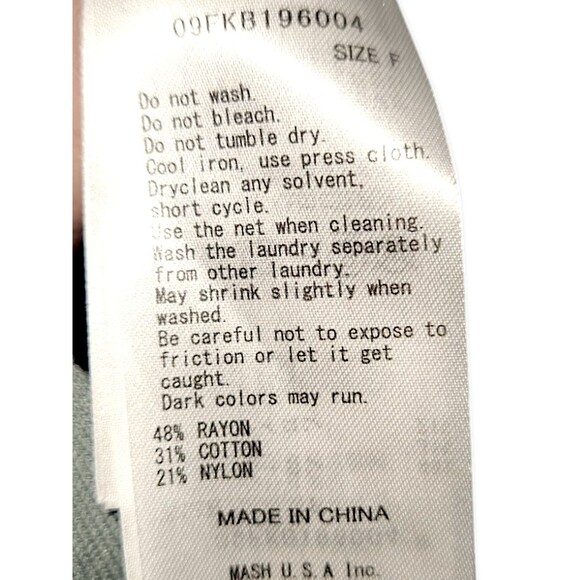 09FKB196004
SIZE F
Do not wash.
Do not bleach.
Do not tumble dry.
Cool iron, use press cloth.
Dryclean any solvent,
short cycle.
Use the net when cleaning.
Wash the laundry separately
from other laundry.
May shrink slightly when
washed.
Be careful not to expose to
friction or let it get
caught.
Dark colors may run.
48% RAYON
31% COTTON
21% NYLON
MADE IN CHINA
MASH U.S.A Inc.